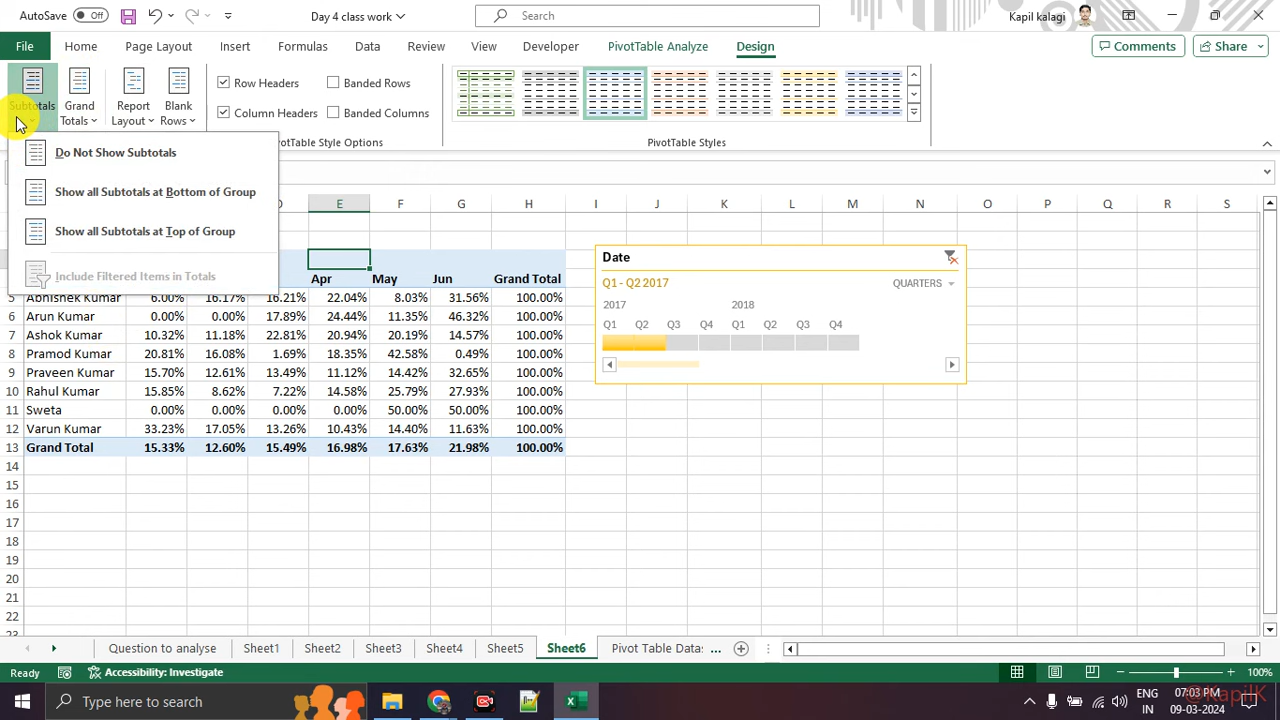 AutoSave Off Day 4 class work Search Kapil kalagi
File Home Page Layout Insert Formulas Data Review View Developer PivotTable Analyze Design Comments Share
Subtotals Grand Totals Report Layout Blank Rows
Row Headers Banded Rows
Column Headers Banded Columns
PivotTable Style Options PivotTable Styles
Do Not Show Subtotals
Show all Subtotals at Bottom of Group
Show all Subtotals at Top of Group
Include Filtered Items in Totals
E F G H I J K L M N O P Q R S
Apr May Jun Grand Total
5 Abhishek Kumar 6.00% 16.17% 16.21% 22.04% 8.03% 31.56% 100.00%
6 Arun Kumar 0.00% 0.00% 17.89% 24.44% 11.35% 46.32% 100.00%
7 Ashok Kumar 10.32% 11.18% 22.81% 20.94% 20.19% 14.57% 100.00%
8 Pramod Kumar 20.81% 16.08% 1.69% 18.35% 42.58% 0.49% 100.00%
9 Praveen Kumar 15.70% 12.61% 13.49% 11.12% 14.42% 32.65% 100.00%
10 Rahul Kumar 15.85% 8.62% 7.22% 14.58% 25.79% 27.93% 100.00%
11 Sweta 0.00% 0.00% 0.00% 0.00% 50.00% 50.00% 100.00%
12 Varun Kumar 33.23% 17.05% 13.26% 10.43% 14.40% 11.63% 100.00%
13 Grand Total 15.33% 12.60% 15.49% 16.98% 17.63% 21.98% 100.00%
14
15
16
17
18
19
20
21
22
23
Date
Q1 - Q2 2017 QUARTERS
2017 2018
Q1 Q2 Q3 Q4 Q1 Q2 Q3 Q4
Question to analyse Sheet1 Sheet2 Sheet3 Sheet4 Sheet5 Sheet6 Pivot Table Data: ...
Ready Accessibility: Investigate 100%
Type here to search ENG IN 07:03 PM 09-03-2024
@KapilK